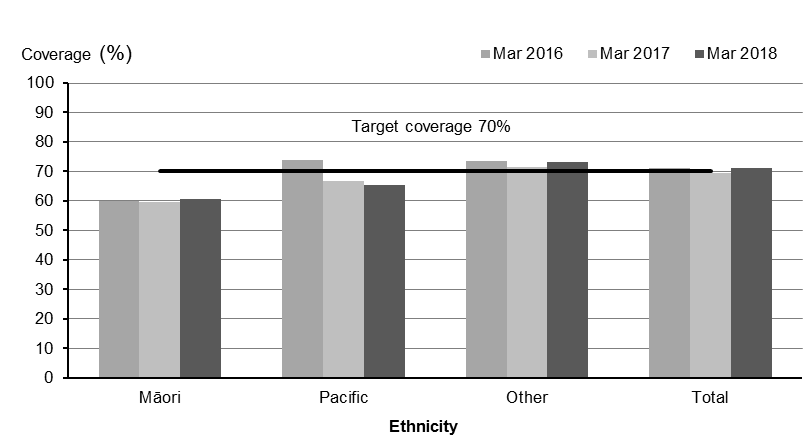 Coverage (%)
Mar 2016 Mar 2017 Mar 2018
100
90
Target coverage 70%
80
70
60
50
40
30
20
10
0
Māori Pacific Other Total
Ethnicity